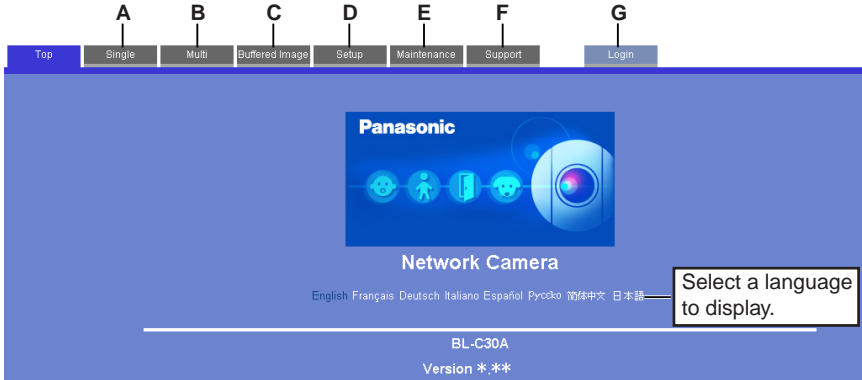 A B C D E F G
Top Single Multi Buffered Image Setup Maintenance Support Login
Panasonic
Network Camera
English Français Deutsch Italiano Español Русско 简体中文 日本語
Select a language
to display.
BL-C30A
Version *.**